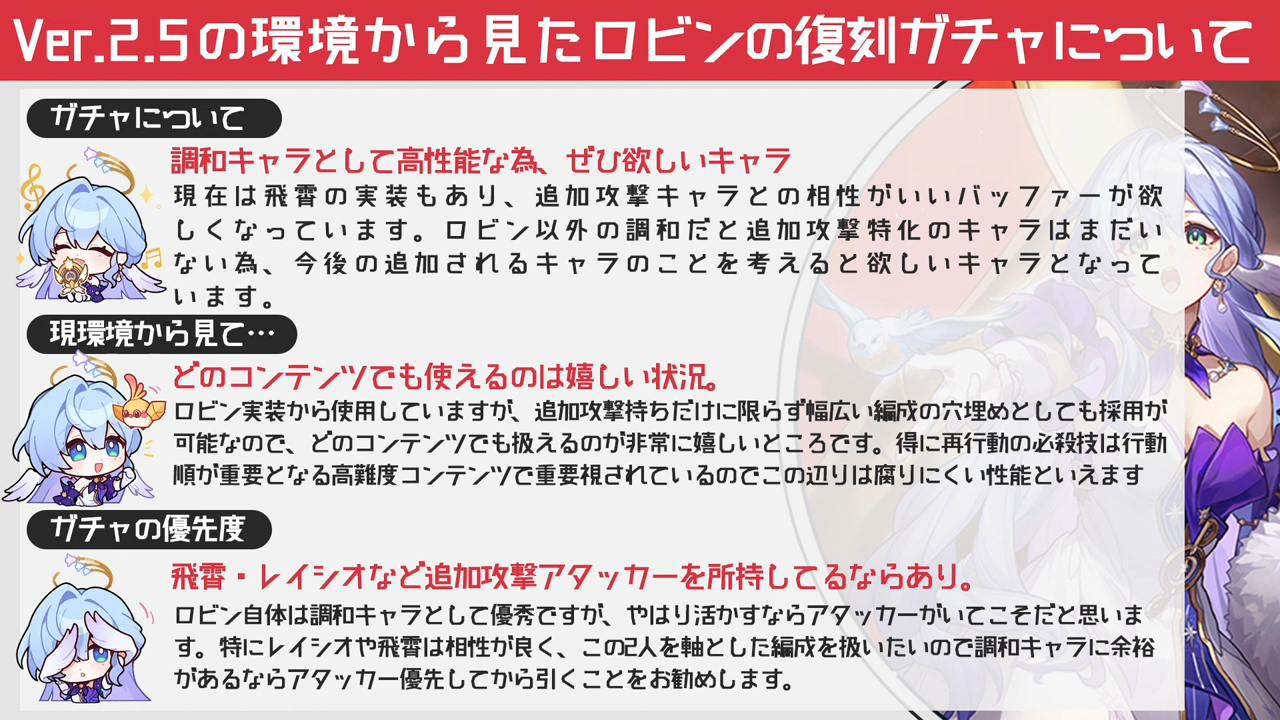 Ver.2.5の環境から見たロビンの復刻ガチャについて
ガチャについて
調和キャラとして高性能な為、ぜひ欲しいキャラ
現在は飛霄の実装もあり、追加攻撃キャラとの相性がいいバッファーが欲
しくなっています。ロビン以外の調和だと追加攻撃特化のキャラはまだい
ない為、今後の追加されるキャラのことを考えると欲しいキャラとなって
います。
現環境から見て…
どのコンテンツでも使えるのは嬉しい状況。
ロビン実装から使用していますが、追加攻撃持ちだけに限らず幅広い編成の穴埋めとしても採用が
可能なので、どのコンテンツでも扱えるのが非常に嬉しいところです。得に再行動の必殺技は行動
順が重要となる高難度コンテンツで重要視されているのでこの辺りは腐りにくい性能といえます
ガチャの優先度
飛霄・レイシオなど追加攻撃アタッカーを所持してるならあり。
ロビン自体は調和キャラとして優秀ですが、やはり活かすならアタッカーがいてこそだと思いま
す。特にレイシオや飛霄は相性が良く、この2人を軸とした編成を扱いたいので調和キャラに余裕
があるならアタッカー優先してから引くことをお勧めします。